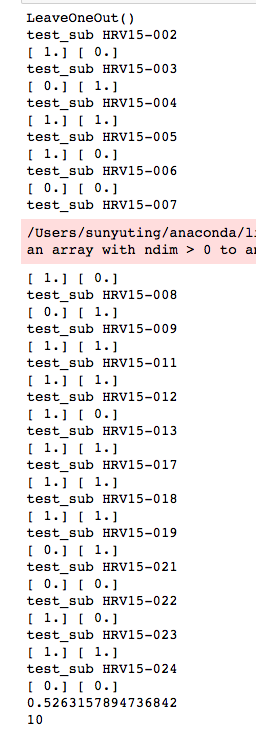 LeaveOneOut()
test_sub HRV15-002
[ 1.] [ 0.]
test_sub HRV15-003
[ 0.] [ 1.]
test_sub HRV15-004
[ 1.] [ 1.]
test_sub HRV15-005
[ 1.] [ 0.]
test_sub HRV15-006
[ 0.] [ 0.]
test_sub HRV15-007
/Users/sunyuting/anaconda/li
an array with ndim > 0 to an
[ 1.] [ 0.]
test_sub HRV15-008
[ 0.] [ 1.]
test_sub HRV15-009
[ 1.] [ 1.]
test_sub HRV15-011
[ 1.] [ 1.]
test_sub HRV15-012
[ 1.] [ 0.]
test_sub HRV15-013
[ 1.] [ 1.]
test_sub HRV15-017
[ 1.] [ 1.]
test_sub HRV15-018
[ 1.] [ 1.]
test_sub HRV15-019
[ 0.] [ 1.]
test_sub HRV15-021
[ 0.] [ 0.]
test_sub HRV15-022
[ 1.] [ 0.]
test_sub HRV15-023
[ 1.] [ 1.]
test_sub HRV15-024
[ 0.] [ 0.]
0.5263157894736842
10